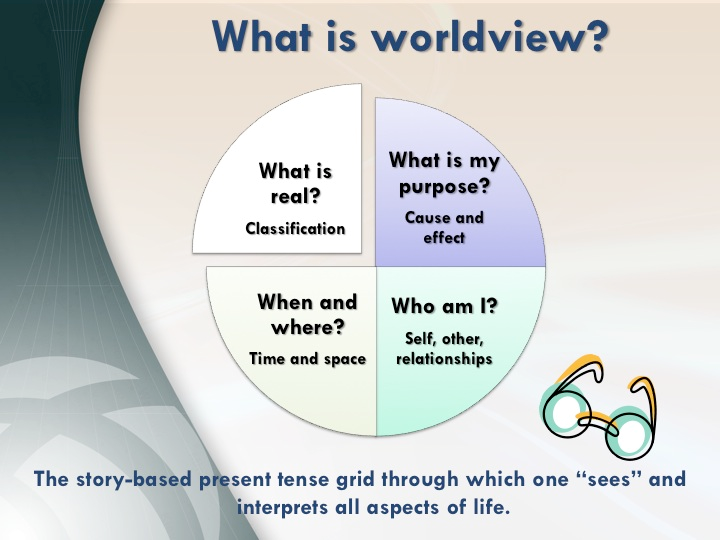 What is worldview?
What is
real?
Classification
What is my
purpose?
Cause and
effect
When and
where?
Time and space
Who am I?
Self, other,
relationships
The story-based present tense grid through which one “sees” and
interprets all aspects of life.